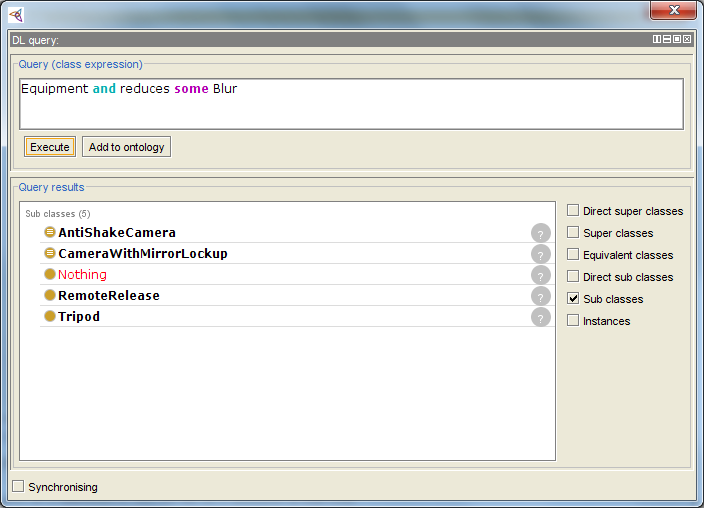 DL query:
Query (class expression)
Equipment and reduces some Blur
Execute
Add to ontology
Query results
Sub classes (5)
AntiShakeCamera
?
CameraWithMirrorLockup
?
Nothing
?
RemoteRelease
?
Tripod
?
Direct super classes
Super classes
Equivalent classes
Direct sub classes
Sub classes
Instances
Synchronising